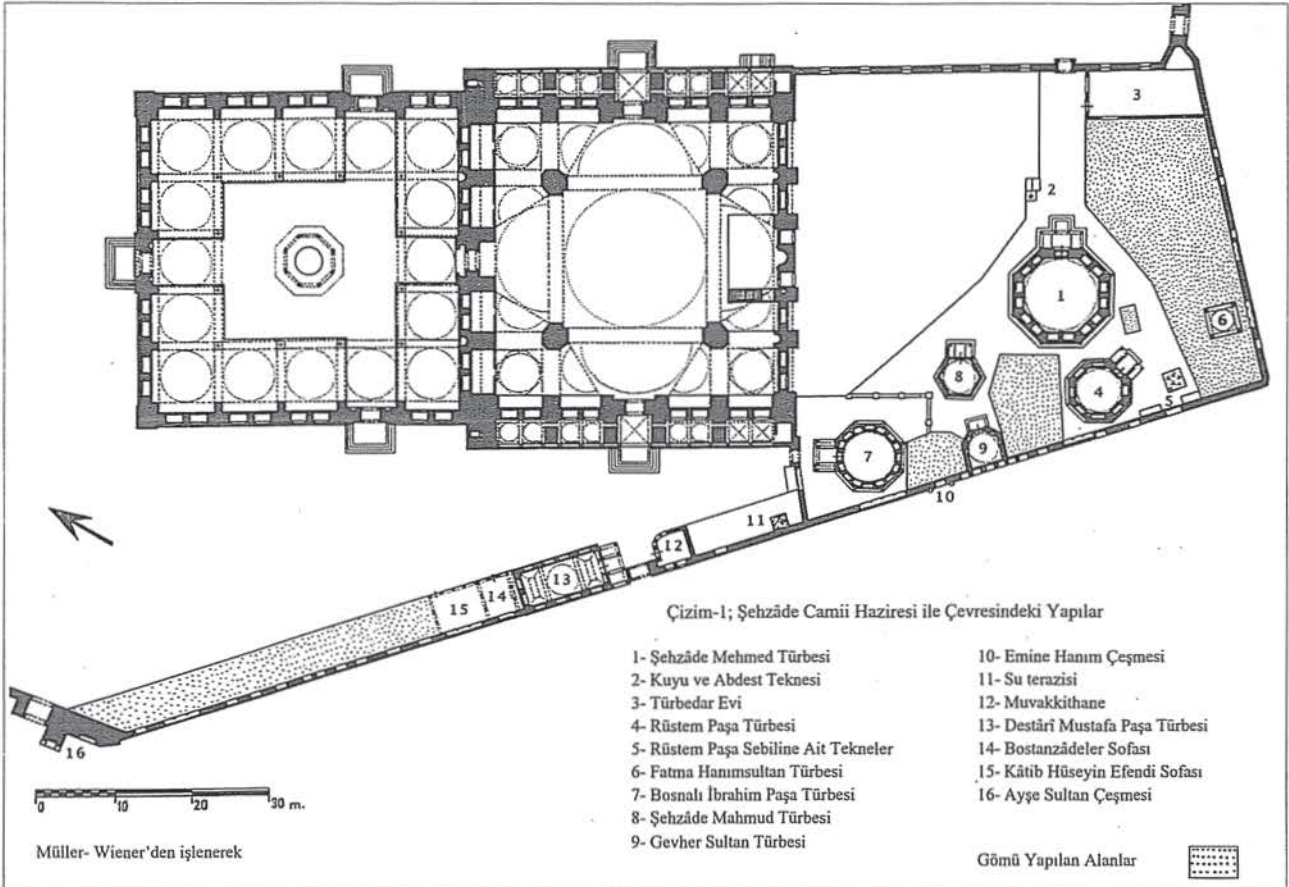 3
2
1
6
8
4
5
7
9
10
11
12
13
14
15
16
Çizim-1; Şehzâde Camii Haziresi ile Çevresindeki Yapılar
1- Şehzâde Mehmed Türbesi
2- Kuyu ve Abdest Teknesi
3- Türbedar Evi
4- Rüstem Paşa Türbesi
5- Rüstem Paşa Sebiline Ait Tekneler
6- Fatma Hanımsultan Türbesi
7- Bosnalı İbrahim Paşa Türbesi
8- Şehzâde Mahmud Türbesi
9- Gevher Sultan Türbesi
10- Emine Hanım Çeşmesi
11- Su terazisi
12- Muvakkithane
13- Destârî Mustafa Paşa Türbesi
14- Bostanzâdeler Sofası
15- Kâtib Hüseyin Efendi Sofası
16- Ayşe Sultan Çeşmesi
Gömü Yapılan Alanlar
0 10 20 30 m.
Müller- Wiener'den işlenerek